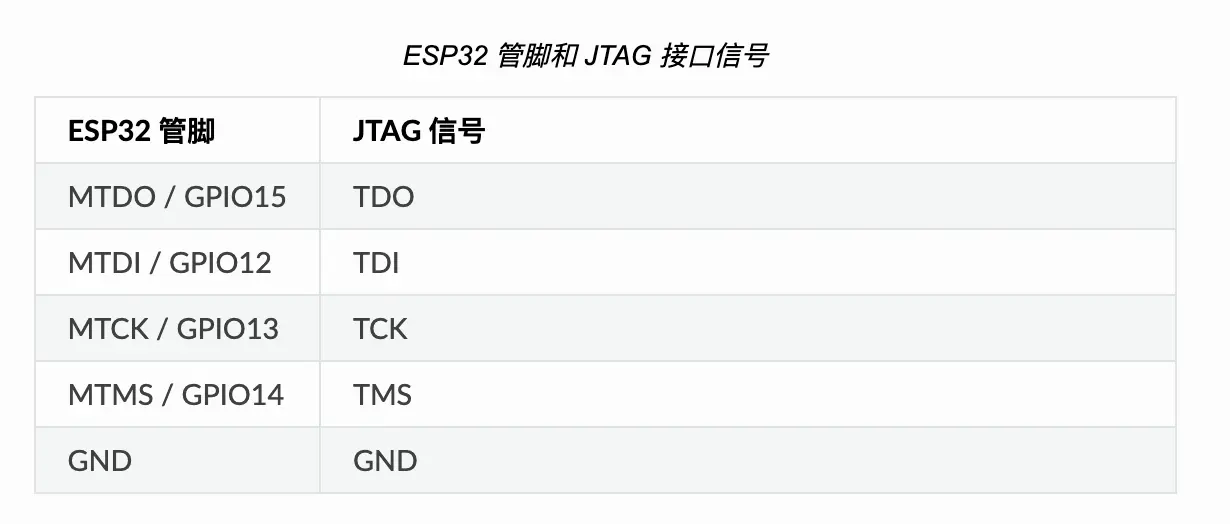 ESP32 管脚和 JTAG 接口信号
ESP32 管脚 JTAG 信号
MTDO / GPIO15 TDO
MTDI / GPIO12 TDI
MTCK / GPIO13 TCK
MTMS / GPIO14 TMS
GND GND